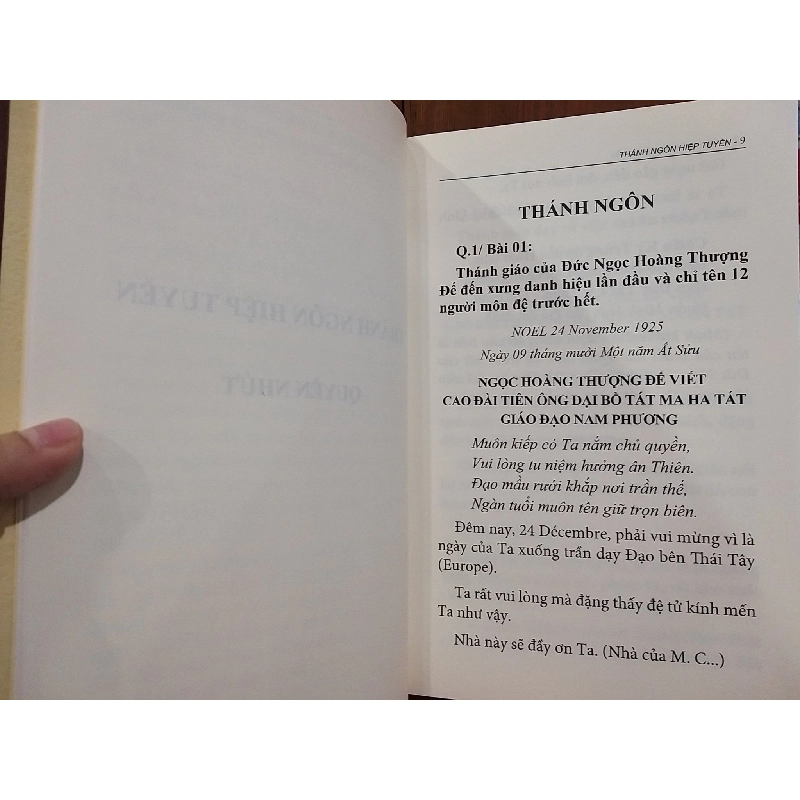 THÁNH NGÔN HIỆP TUYỂN
QUYỂN NHỨT
THÁNH NGÔN HIỆP TUYỂN - 9
THÁNH NGÔN
Q.1/ Bài 01:
Thánh giáo của Đức Ngọc Hoàng Thượng
Đế đến xưng danh hiệu lần đầu và chỉ tên 12
người môn đệ trước hết.
NOEL 24 November 1925
Ngày 09 tháng mười Một năm Ất Sửu
NGỌC HOÀNG THƯỢNG ĐẾ VIẾT
CAO ĐÀI TIÊN ÔNG DẠI BỒ TÁT MA HA TÁT
GIÁO ĐẠO NAM PHƯƠNG
Muôn kiếp có Ta nắm chủ quyền,
Vui lòng tu niệm hưởng ân Thiên.
Đạo mầu rưới khắp nơi trần thế,
Ngàn tuổi muôn tên giữ trọn biên.
Đêm nay, 24 Décembre, phải vui mừng vì là
ngày của Ta xuống trần dạy Đạo bên Thái Tây
(Europe).
Ta rất vui lòng mà đặng thấy đệ tử kính mến
Ta như vậy.
Nhà này sẽ đầy ơn Ta. (Nhà của M. C...)